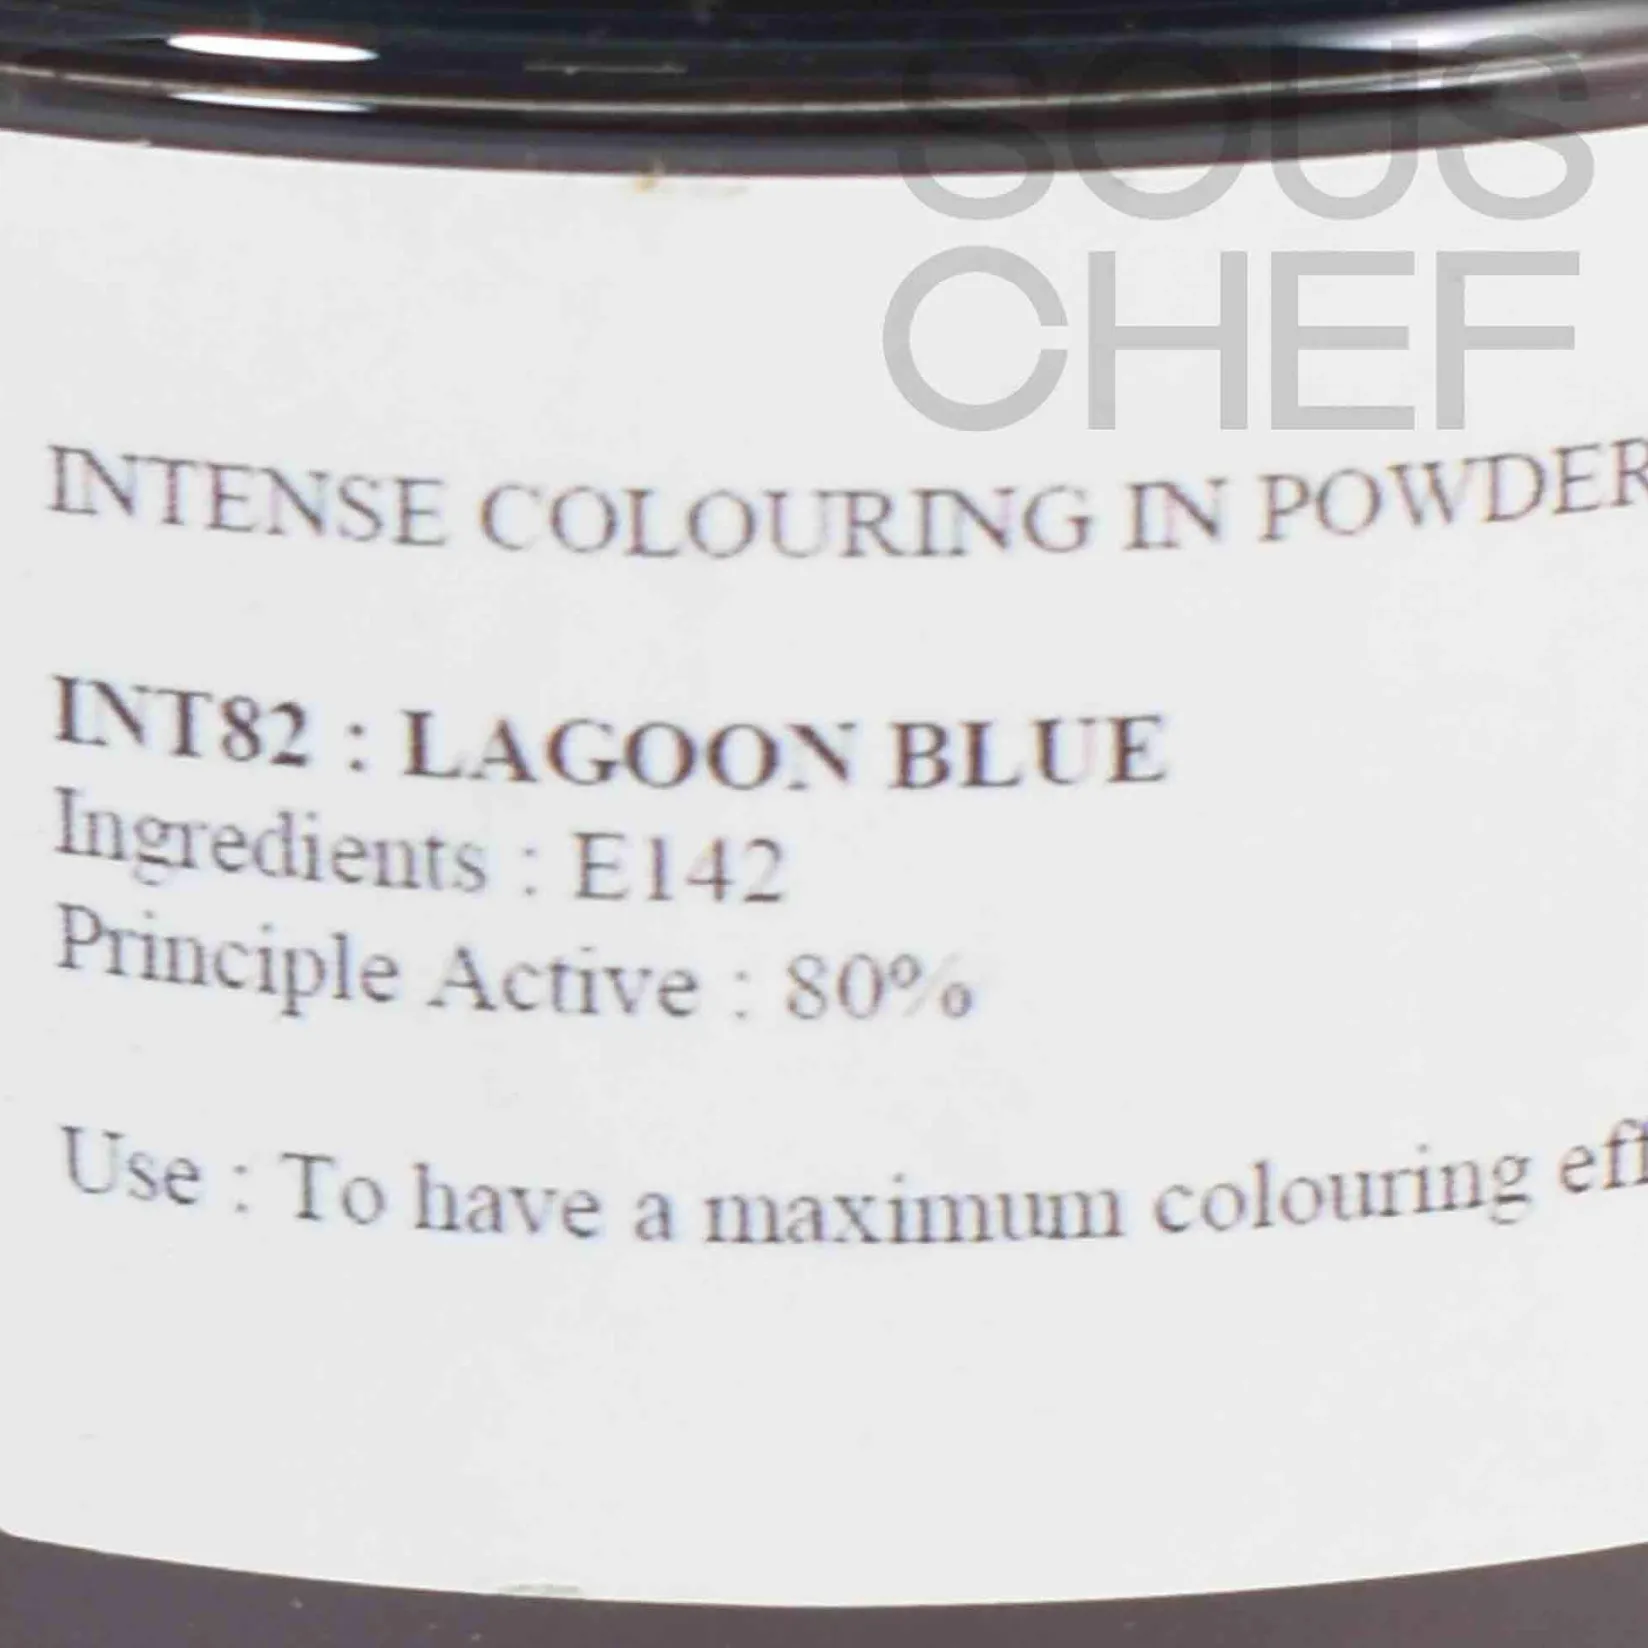 SOUS
CHEF
INTENSE COLOURING IN POWDER
INT82 : LAGOON BLUE
Ingredients : E142
Principle Active : 80%
Use : To have a maximum colouring eff